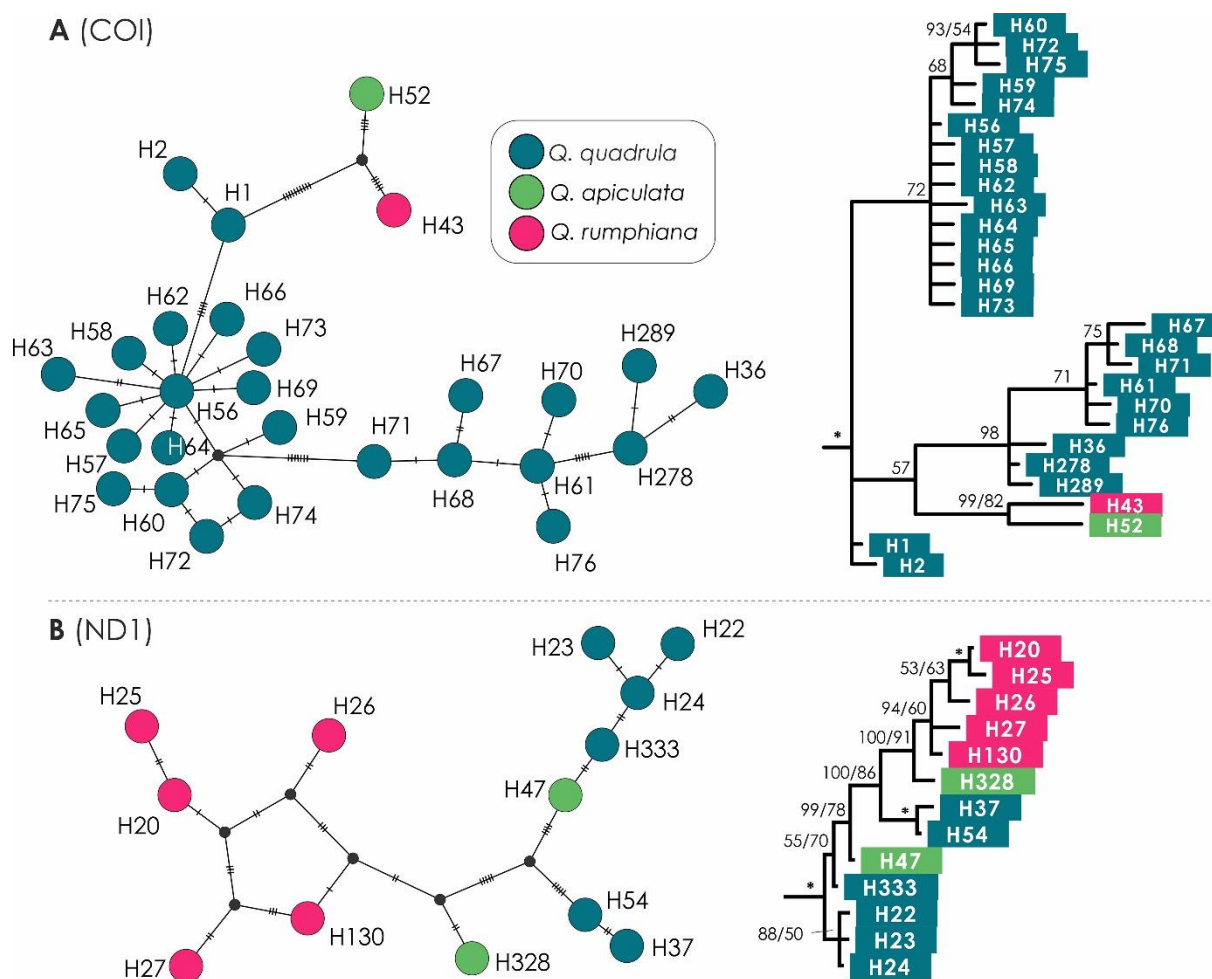 A (COI)
H52
H2
H1
H43
Q. quadrula
Q. apiculata
Q. rumphiana
H62
H66
H58
H73
H63
H69
H56
H65
H59
H57
H64
H75
H60
H74
H72
H71
H67
H68
H70
H61
H76
H289
H36
H278
93/54
68
72
H60
H72
H75
H59
H74
H56
H57
H58
H62
H63
H64
H65
H66
H69
H73
*
57
98
71
75
99/82
H67
H68
H71
H61
H70
H76
H36
H278
H289
H43
H52
H1
H2
B (ND1)
H25
H26
H20
H27
H130
H23
H22
H24
H333
H47
H54
H37
H328
*
53/63
94/60
100/91
100/86
*
99/78
55/70
*
88/50
H20
H25
H26
H27
H130
H328
H37
H54
H47
H333
H22
H23
H24